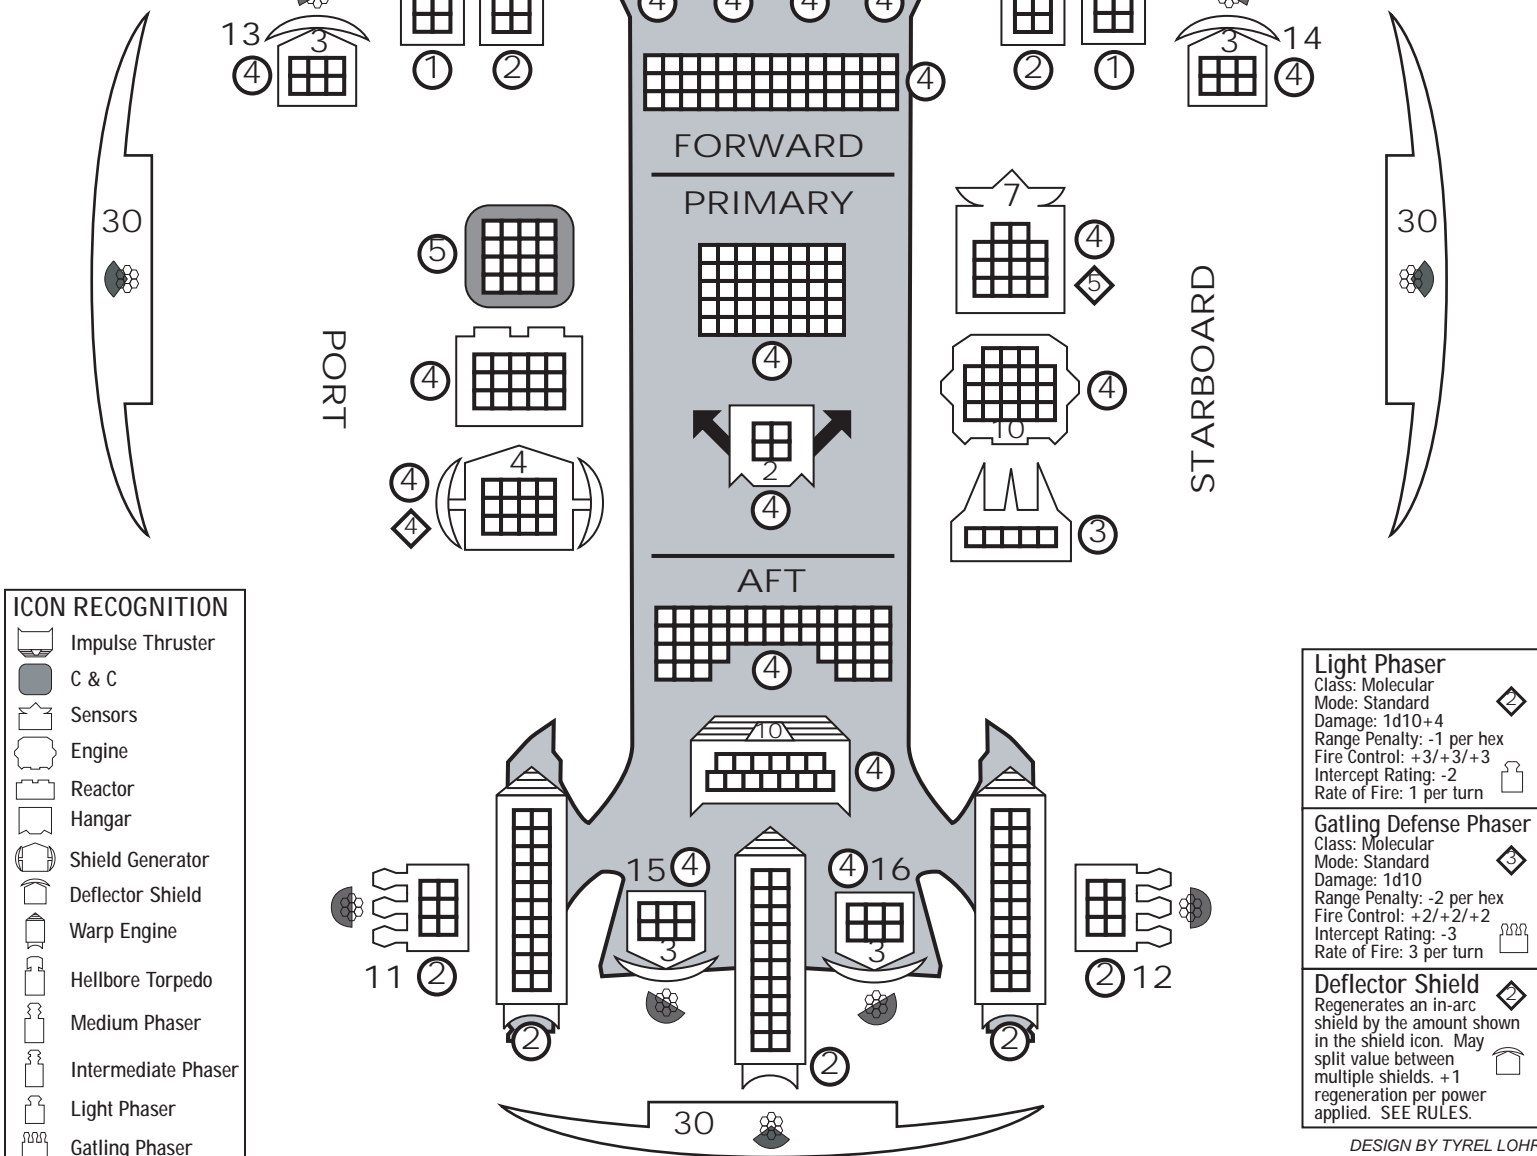 4 4 4 4
13 3 3 14
4 1 2 4 2 1 4
FORWARD
PRIMARY
30 30
5 7 4
5
PORT
STARBOARD
4 4 4
10
4 4 2
4 4 3
AFT
4
10
4
15 4 4 16
3 3
11 2 2 12
2 2
2
30
ICON RECOGNITION
Impulse Thruster
C & C
Sensors
Engine
Reactor
Hangar
Shield Generator
Deflector Shield
Warp Engine
Hellbore Torpedo
Medium Phaser
Intermediate Phaser
Light Phaser
Gatling Phaser
Light Phaser
Class: Molecular
Mode: Standard 2
Damage: 1d10+4
Range Penalty: -1 per hex
Fire Control: +3/+3/+3
Intercept Rating: -2
Rate of Fire: 1 per turn
Gatling Defense Phaser
Class: Molecular
Mode: Standard 3
Damage: 1d10
Range Penalty: -2 per hex
Fire Control: +2/+2/+2
Intercept Rating: -3
Rate of Fire: 3 per turn
Deflector Shield 2
Regenerates an in-arc
shield by the amount shown
in the shield icon. May
split value between
multiple shields. +1
regeneration per power
applied. SEE RULES.
DESIGN BY TYREL LOHR